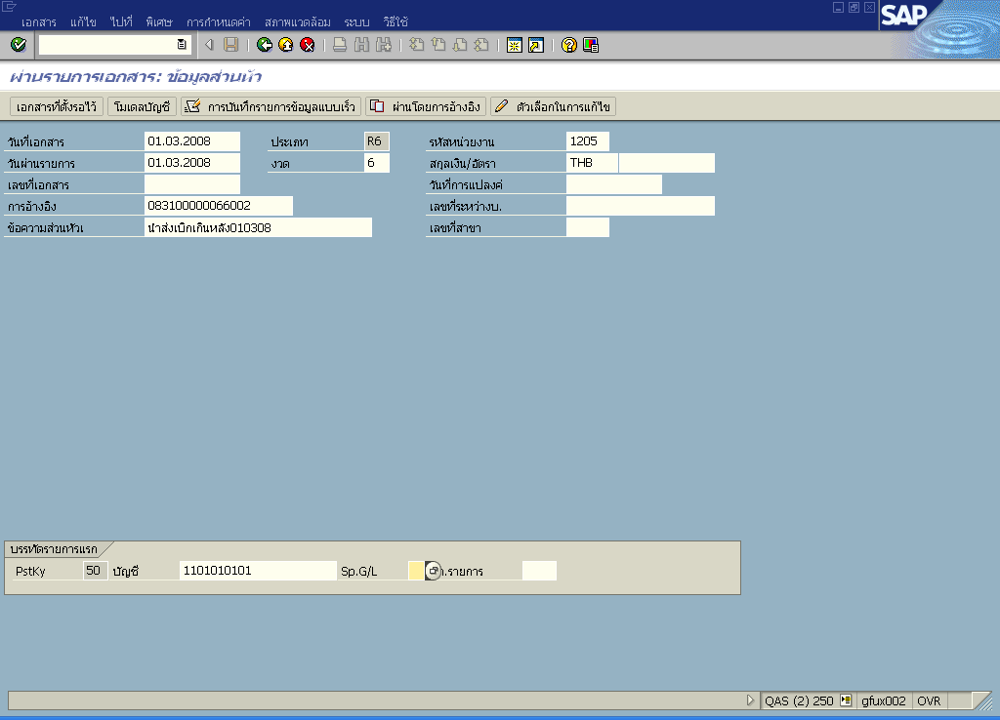 เอกสาร แก้ไข ไปที่ พิเศษ การกำหนดค่า สภาพแวดล้อม ระบบ วิธีใช้
SAP
ผ่านรายการเอกสาร: ข้อมูลส่วนหัว
เอกสารที่ตั้งรอไว้ โมเดลบัญชี การบันทึกรายการข้อมูลแบบเร็ว ผ่านโดยการอ้างอิง ตัวเลือกในการแก้ไข
วันที่เอกสาร 01.03.2008 ประเภท R6 รหัสหน่วยงาน 1205
วันผ่านรายการ 01.03.2008 งวด 6 สกุลเงิน/อัตรา THB
เลขที่เอกสาร วันที่การแปลงค่
การอ้างอิง 083100000066002 เลขที่ระหว่างบ.
ข้อความส่วนหัวเ นำส่งเบิกเกินหลัง010308 เลขที่สาขา
บรรทัดรายการแรก
PstKy 50 บัญชี 1101010101 Sp.G/L ท.รายการ
QAS (2) 250 gfux002 OVR